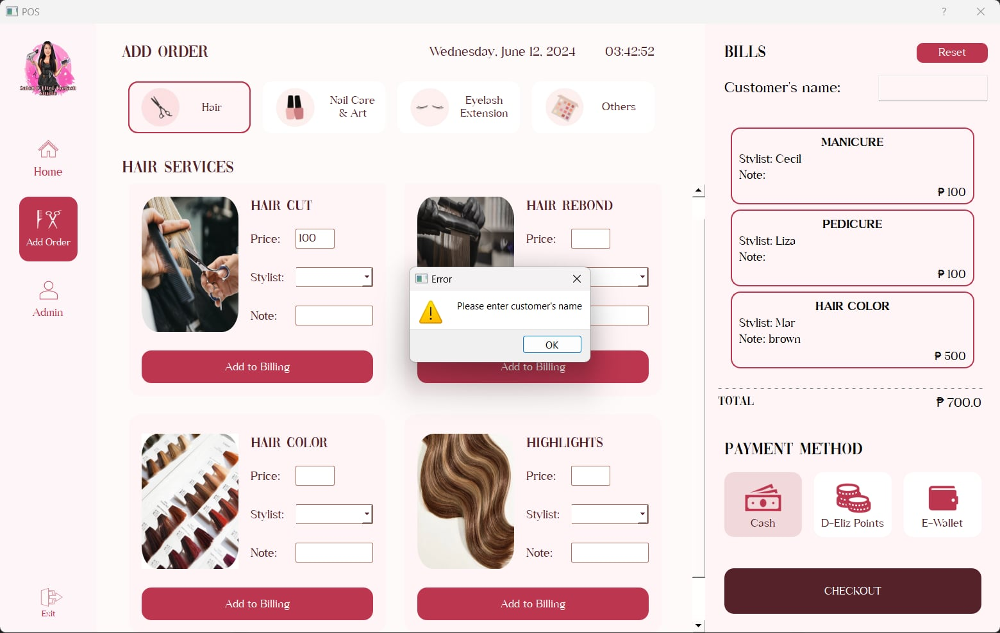 POS
?
Salon D-Eliz Eyelash
Studio
Home
Add Order
Admin
Exit
ADD ORDER
Wednesday, June 12, 2024
03:42:52
Hair
Nail Care
& Art
Eyelash
Extension
Others
HAIR SERVICES
HAIR CUT
Price: 100
Stylist:
Note:
Add to Billing
HAIR REBOND
Price:
Add to Billing
Error
Please enter customer's name
OK
HAIR COLOR
Price:
Stylist:
Note:
Add to Billing
HIGHLIGHTS
Price:
Stylist:
Note:
Add to Billing
BILLS
Reset
Customer's name:
MANICURE
Stylist: Cecil
Note:
₱ 100
PEDICURE
Stylist: Liza
Note:
₱ 100
HAIR COLOR
Stylist: Mar
Note: brown
₱ 500
TOTAL
₱ 700.0
PAYMENT METHOD
Cash
D-Eliz Points
E-Wallet
CHECKOUT